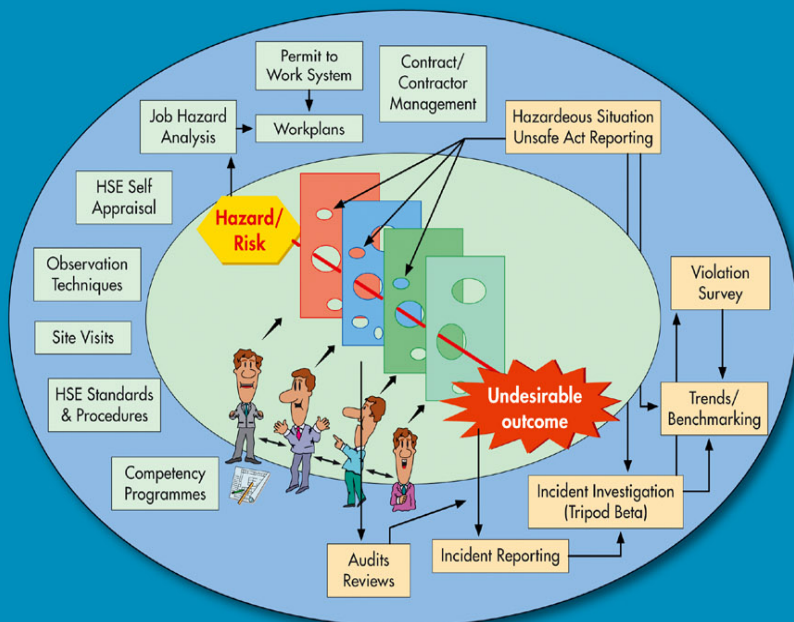 Permit to
Work System
Contract/
Contractor
Management
Job Hazard
Analysis
Workplans
Hazardeous Situation
Unsafe Act Reporting
HSE Self
Appraisal
Hazard/
Risk
Observation
Techniques
Violation
Survey
Site Visits
HSE Standards
& Procedures
Undesirable
outcome
Trends/
Benchmarking
Competency
Programmes
Incident Investigation
(Tripod Beta)
Audits
Reviews
Incident Reporting